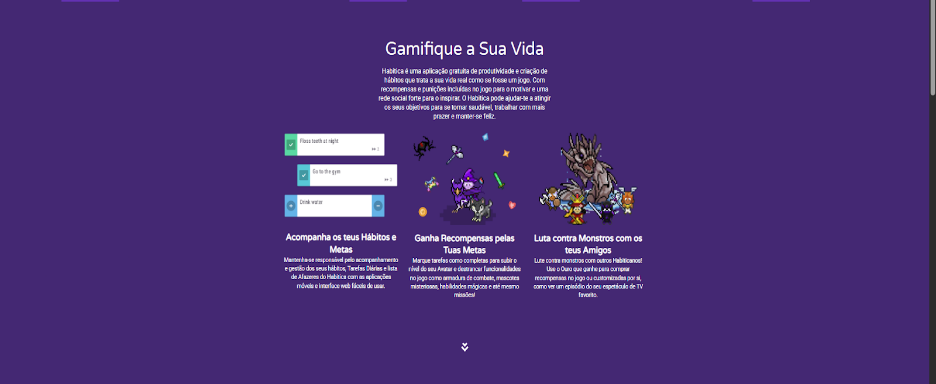 Gamifique a Sua Vida
Habitica é uma aplicação gratuita de produtividade e criação de
hábitos que trata a sua vida real como se fosse um jogo. Com
recompensas e punições incluídas no jogo para o motivar e uma
rede social forte para o inspirar. O Habitica pode ajudar-te a atingir
os seus objetivos para se tornar saudável, trabalhar com mais
prazer e manter-se feliz.
Floss teeth at night
Go to the gym
Drink water
Acompanha os teus Hábitos e
Metas
Mantenha-se responsável pelo acompanhamento
e gestão dos seus hábitos, Tarefas Diárias e lista
de Afazeres do Habitica com as aplicações
móveis e interface web fáceis de usar.
Ganha Recompensas pelas
Tuas Metas
Marque tarefas como completas para subir o
nível do seu Avatar e destrancar funcionalidades
no jogo como armadura de combate, mascotes
misteriosas, habilidades mágicas e até mesmo
missões!
Luta contra Monstros com os
teus Amigos
Lute contra monstros com outros Habiticanos!
Use o Ouro que ganhe para comprar
recompensas no jogo ou customizadas por si,
como ver um episódio do seu espetáculo de TV
favorito.